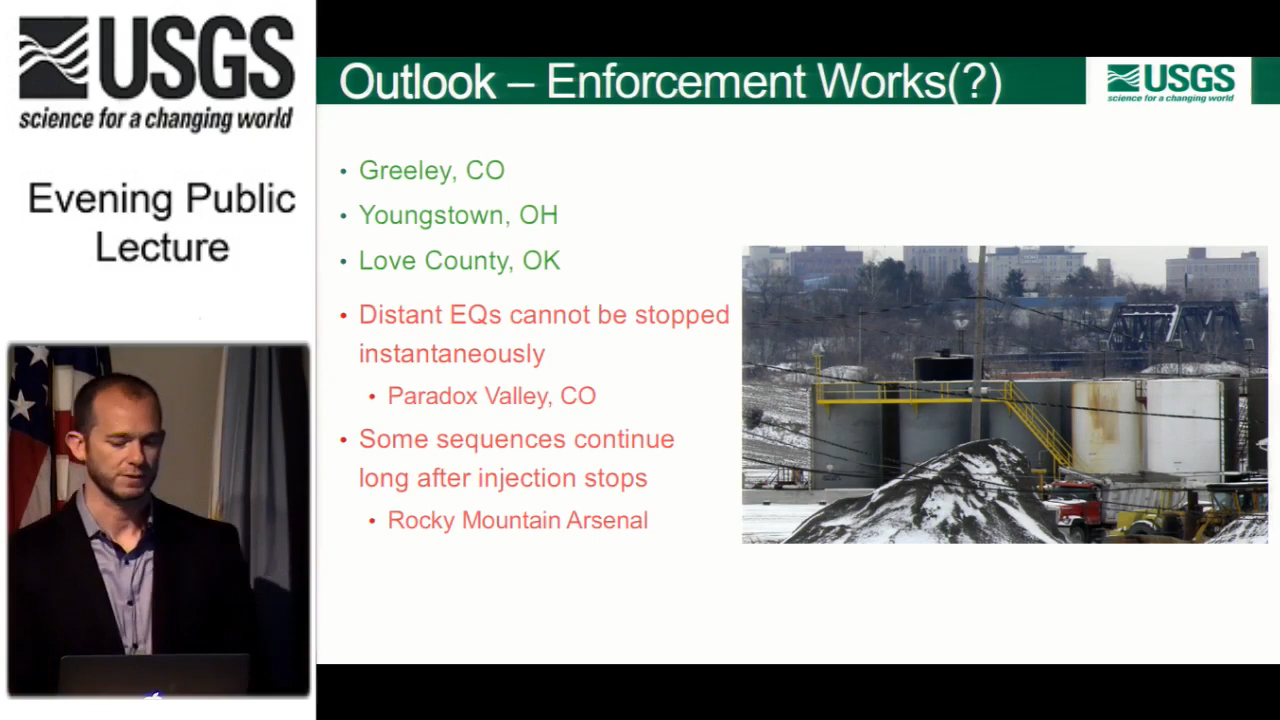 USGS
science for a changing world
Evening Public
Lecture
Outlook – Enforcement Works(?)
USGS
science for a changing world
• Greeley, CO
• Youngstown, OH
• Love County, OK
• Distant EQs cannot be stopped
instantaneously
• Paradox Valley, CO
• Some sequences continue
long after injection stops
• Rocky Mountain Arsenal